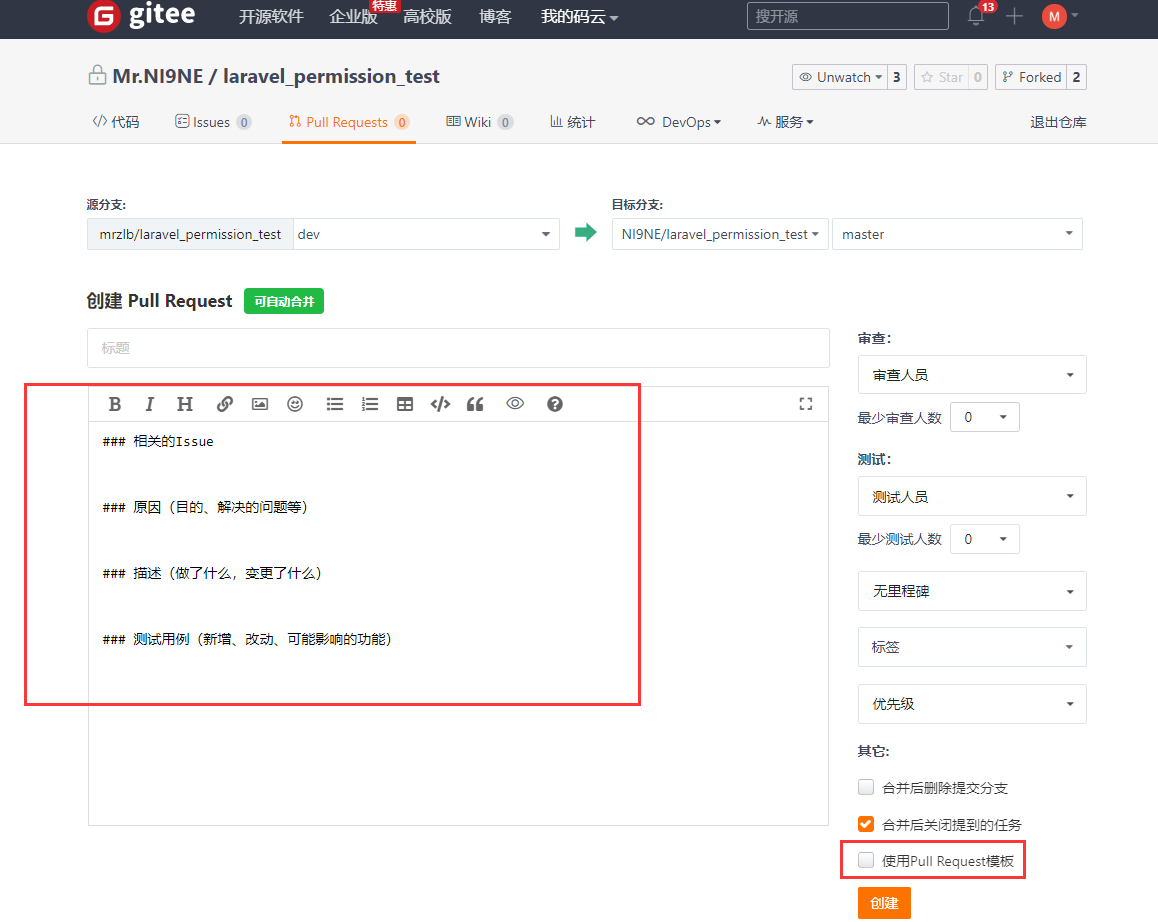 gitee 开源软件 企业版 特惠 高校版 博客 我的码云 搜开源 13 M
Mr.NI9NE / laravel_permission_test Unwatch 3 Star 0 Forked 2
代码 Issues 0 Pull Requests 0 Wiki 0 统计 DevOps 服务 退出仓库
源分支: 目标分支:
mrzlb/laravel_permission_test dev NI9NE/laravel_permission_test master
创建 Pull Request 可自动合并
标题
### 相关的Issue
### 原因（目的、解决的问题等）
### 描述（做了什么，变更了什么）
### 测试用例（新增、改动、可能影响的功能）
审查:
审查人员
最少审查人数 0
测试:
测试人员
最少测试人数 0
无里程碑
标签
优先级
其它:
合并后删除提交分支
合并后关闭提到的任务
使用Pull Request模板
创建